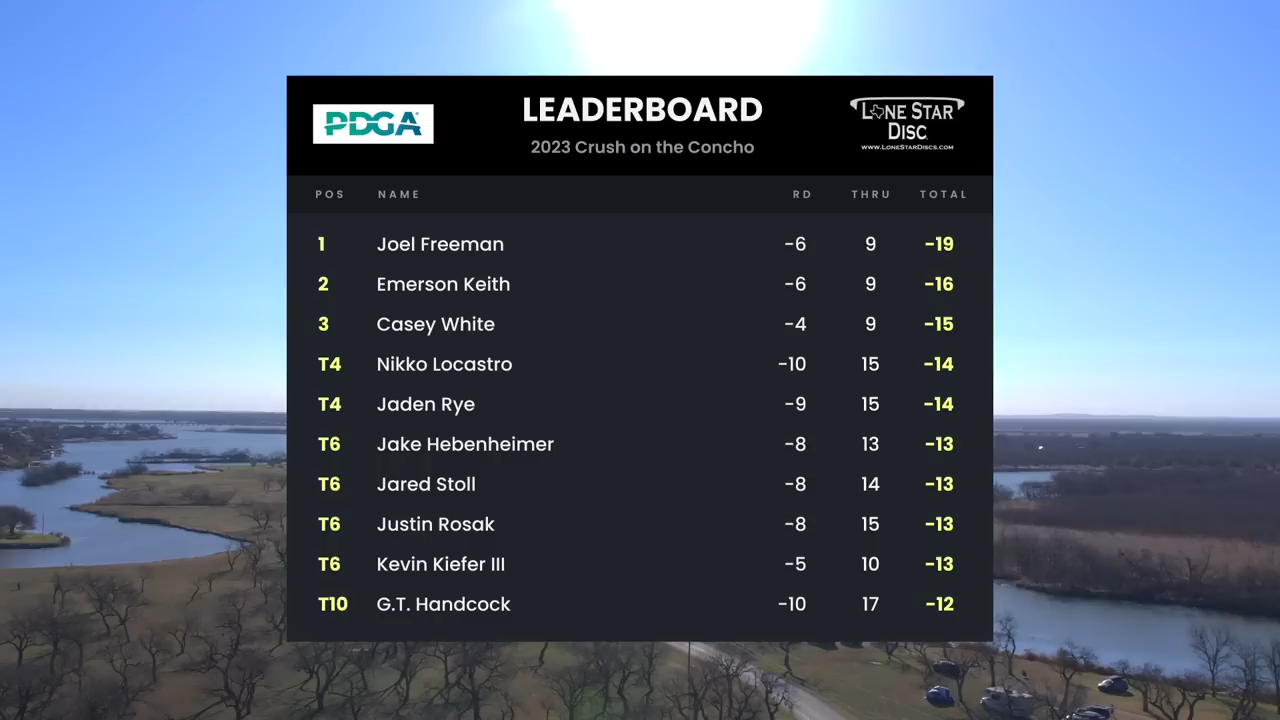 PDGA
LEADERBOARD
2023 Crush on the Concho
LONE STAR
DISC
WWW.LONESTARDISCS.COM
POS NAME RD THRU TOTAL
1 Joel Freeman -6 9 -19
2 Emerson Keith -6 9 -16
3 Casey White -4 9 -15
T4 Nikko Locastro -10 15 -14
T4 Jaden Rye -9 15 -14
T6 Jake Hebenheimer -8 13 -13
T6 Jared Stoll -8 14 -13
T6 Justin Rosak -8 15 -13
T6 Kevin Kiefer III -5 10 -13
T10 G.T. Handcock -10 17 -12